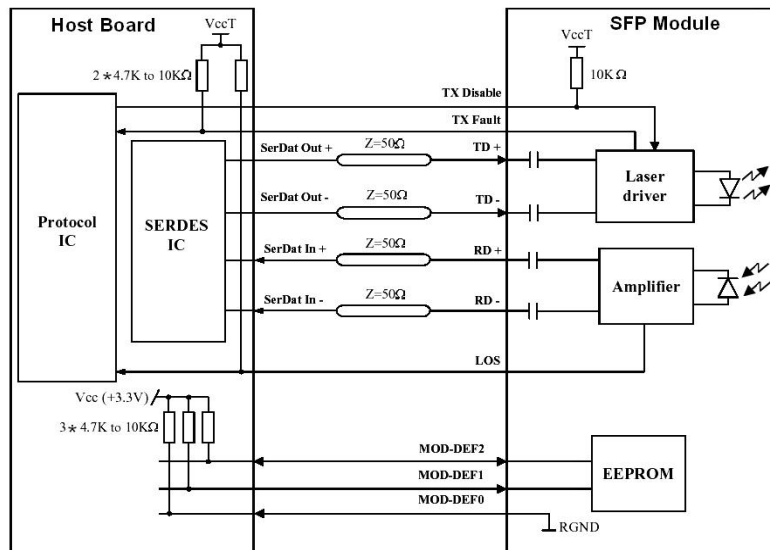 Host Board
SFP Module
VccT
VccT
2*4.7K to 10KΩ
10KΩ
TX Disable
TX Fault
SerDat Out +
Z=50Ω
TD +
Laser driver
SerDat Out -
Z=50Ω
TD -
Protocol IC
SERDES IC
SerDat In +
Z=50Ω
RD +
Amplifier
SerDat In -
Z=50Ω
RD -
LOS
Vcc (+3.3V)
3*4.7K to 10KΩ
MOD-DEF2
EEPROM
MOD-DEF1
MOD-DEF0
RGND